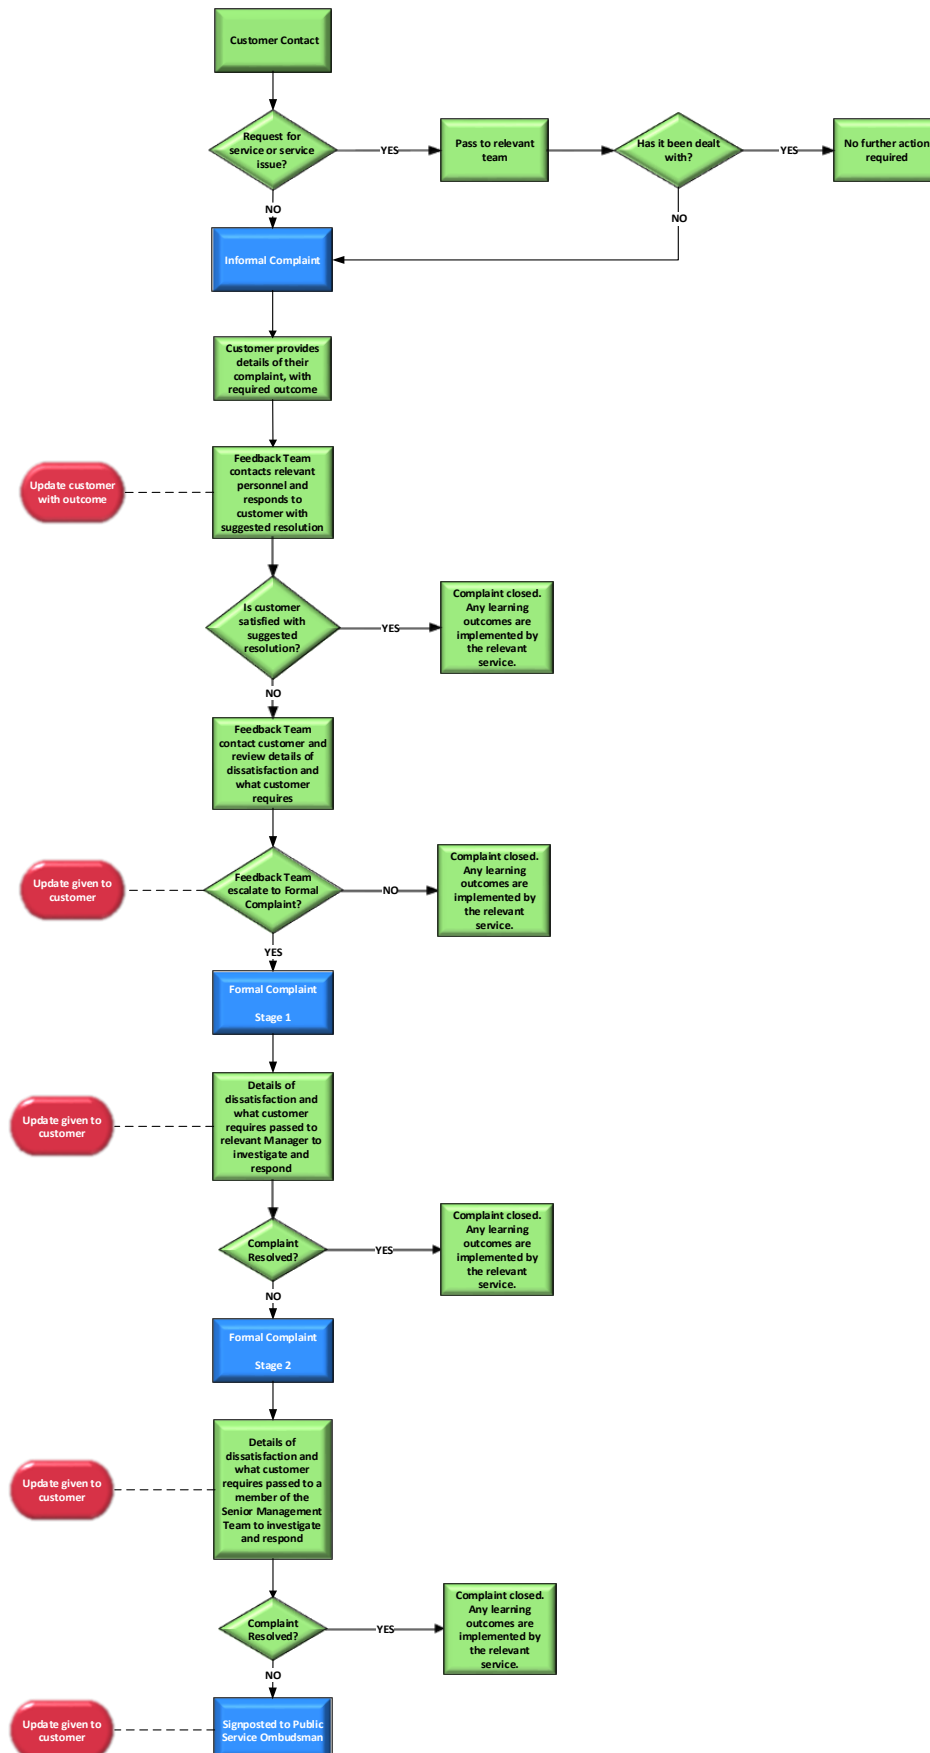 Customer Contact
Request for
service or service
issue?
YES
Pass to relevant
team
Has it been dealt
with?
YES
No further action
required
NO
NO
Informal Complaint
Customer provides
details of their
complaint, with
required outcome
Update customer
with outcome
Feedback Team
contacts relevant
personnel and
responds to
customer with
suggested resolution
Is customer
satisfied with
suggested
resolution?
YES
Complaint closed.
Any learning
outcomes are
implemented by
the relevant
service.
NO
Feedback Team
contact customer and
review details of
dissatisfaction and
what customer
requires
Update given to
customer
Feedback Team
escalate to Formal
Complaint?
NO
Complaint closed.
Any learning
outcomes are
implemented by
the relevant
service.
YES
Formal Complaint
Stage 1
Update given to
customer
Details of
dissatisfaction and
what customer
requires passed to
relevant Manager to
investigate and
respond
Complaint
Resolved?
YES
Complaint closed.
Any learning
outcomes are
implemented by
the relevant
service.
NO
Formal Complaint
Stage 2
Update given to
customer
Details of
dissatisfaction and
what customer
requires passed to a
member of the
Senior Management
Team to investigate
and respond
Complaint
Resolved?
YES
Complaint closed.
Any learning
outcomes are
implemented by
the relevant
service.
NO
Update given to
customer
Signposted to Public
Service Ombudsman